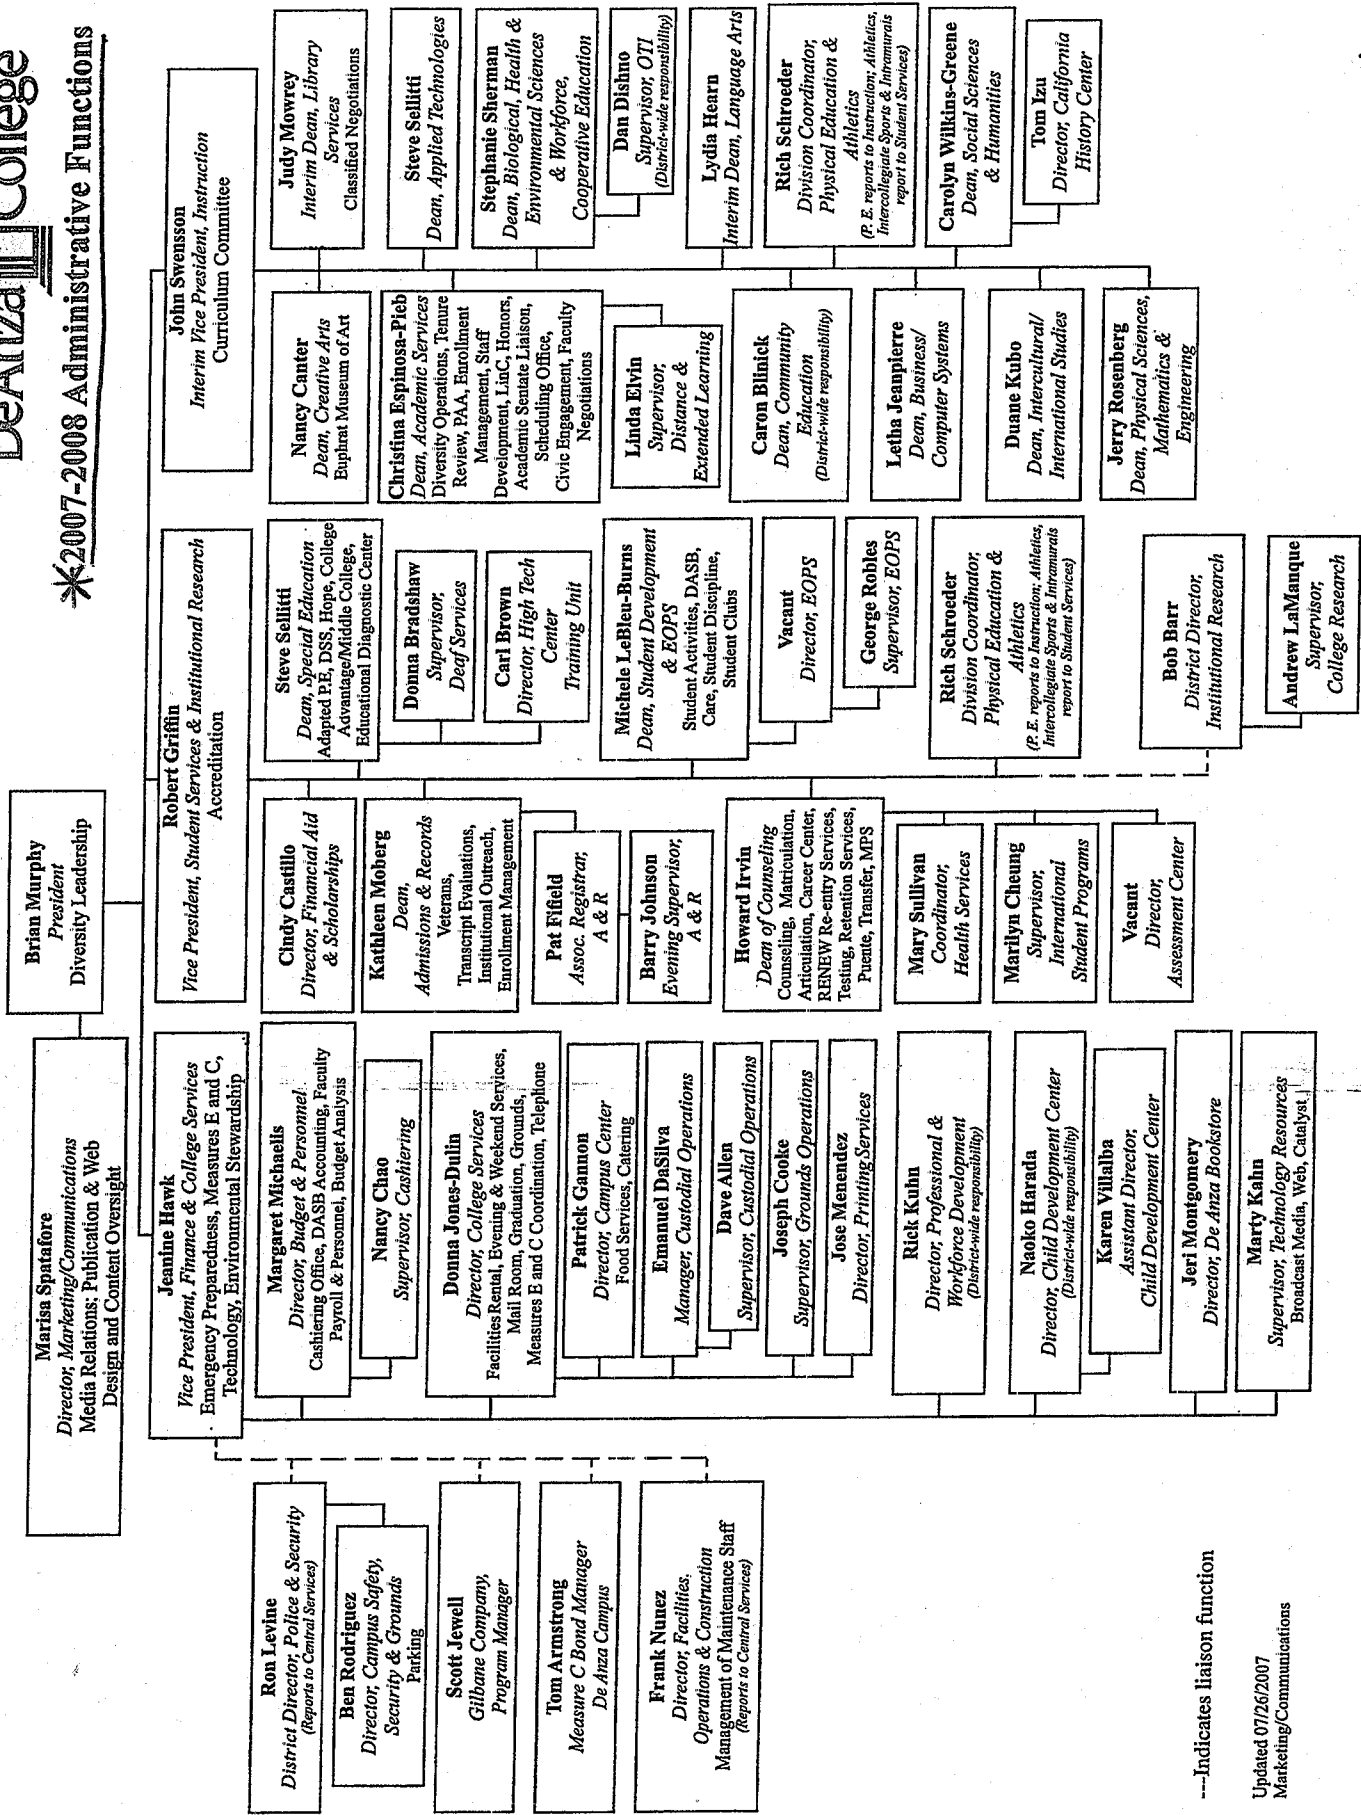 DeAnza College
*2007-2008 Administrative Functions
Brian Murphy
President
Diversity Leadership
Marisa Spatafore
Director, Marketing/Communications
Media Relations; Publication & Web
Design and Content Oversight
Jeanine Hawk
Vice President, Finance & College Services
Emergency Preparedness, Measures E and C,
Technology, Environmental Stewardship
Robert Griffin
Vice President, Student Services & Institutional Research
Accreditation
John Swensson
Interim Vice President, Instruction
Curriculum Committee
Ron Levine
District Director, Police & Security
(Reports to Central Services)
Ben Rodriguez
Director, Campus Safety,
Security & Grounds
Parking
Scott Jewell
Gilbane Company,
Program Manager
Tom Armstrong
Measure C Bond Manager
De Anza Campus
Frank Nunez
Director, Facilities,
Operations & Construction
Management of Maintenance Staff
(Reports to Central Services)
Margaret Michaelis
Director, Budget & Personnel
Cashiering Office, DASB Accounting, Faculty
Payroll & Personnel, Budget Analysis
Nancy Chao
Supervisor, Cashiering
Donna Jones-Dulin
Director, College Services
Facilities Rental, Evening & Weekend Services,
Mail Room, Graduation, Grounds,
Measures E and C Coordination, Telephone
Patrick Gannon
Director, Campus Center
Food Services, Catering
Emanuel DaSilva
Manager, Custodial Operations
Dave Allen
Supervisor, Custodial Operations
Joseph Cooke
Supervisor, Grounds Operations
Jose Menendez
Director, Printing Services
Rick Kuhn
Director, Professional &
Workforce Development
(District-wide responsibility)
Naoko Harada
Director, Child Development Center
(District-wide responsibility)
Karen Villalba
Assistant Director,
Child Development Center
Jeri Montgomery
Director, De Anza Bookstore
Marty Kahn
Supervisor, Technology Resources
Broadcast Media, Web, Catalyst
Cindy Castillo
Director, Financial Aid
& Scholarships
Kathleen Moberg
Dean,
Admissions & Records
Veterans,
Transcript Evaluations,
Institutional Outreach,
Enrollment Management
Pat Fifield
Assoc. Registrar,
A & R
Barry Johnson
Evening Supervisor,
A & R
Howard Irvin
Dean of Counseling
Counseling, Matriculation,
Articulation, Career Center,
RENEW Re-entry Services,
Testing, Retention Services,
Puente, Transfer, MPS
Mary Sullivan
Coordinator,
Health Services
Marilyn Cheung
Supervisor,
International
Student Programs
Vacant
Director,
Assessment Center
Steve Sellitti
Dean, Special Education
Adapted P.E, DSS, Hope, College
Advantage/Middle College,
Educational Diagnostic Center
Donna Bradshaw
Supervisor,
Deaf Services
Carl Brown
Director, High Tech
Center
Training Unit
Michele LeBleu-Burns
Dean, Student Development
& EOPS
Student Activities, DASB,
Care, Student Discipline,
Student Clubs
Vacant
Director, EOPS
George Robles
Supervisor, EOPS
Rich Schroeder
Division Coordinator,
Physical Education &
Athletics
(P. E. reports to Instruction; Athletics,
Intercollegiate Sports & Intramurals
report to Student Services)
Bob Barr
District Director,
Institutional Research
Andrew LaManque
Supervisor,
College Research
Nancy Canter
Dean, Creative Arts
Euphrat Museum of Art
Christina Espinosa-Pieb
Dean, Academic Services
Diversity Operations, Tenure
Review, PAA, Enrollment
Management, Staff
Development, LinC, Honors,
Academic Sentate Liaison,
Scheduling Office,
Civic Engagement, Faculty
Negotiations
Linda Elvin
Supervisor,
Distance &
Extended Learning
Caron Blinick
Dean, Community
Education
(District-wide responsibility)
Letha Jeanpierre
Dean, Business/
Computer Systems
Duane Kubo
Dean, Intercultural/
International Studies
Jerry Rosenberg
Dean, Physical Sciences,
Mathematics &
Engineering
Judy Mowrey
Interim Dean, Library
Services
Classified Negotiations
Steve Sellitti
Dean, Applied Technologies
Stephanie Sherman
Dean, Biological, Health &
Environmental Sciences
& Workforce,
Cooperative Education
Dan Dishno
Supervisor, OTI
(District-wide responsibility)
Lydia Hearn
Interim Dean, Language Arts
Rich Schroeder
Division Coordinator,
Physical Education &
Athletics
(P. E. reports to Instruction; Athletics,
Intercollegiate Sports & Intramurals
report to Student Services)
Carolyn Wilkins-Greene
Dean, Social Sciences
& Humanities
Tom Izu
Director, California
History Center
---Indicates liaison function
Updated 07/26/2007
Marketing/Communications